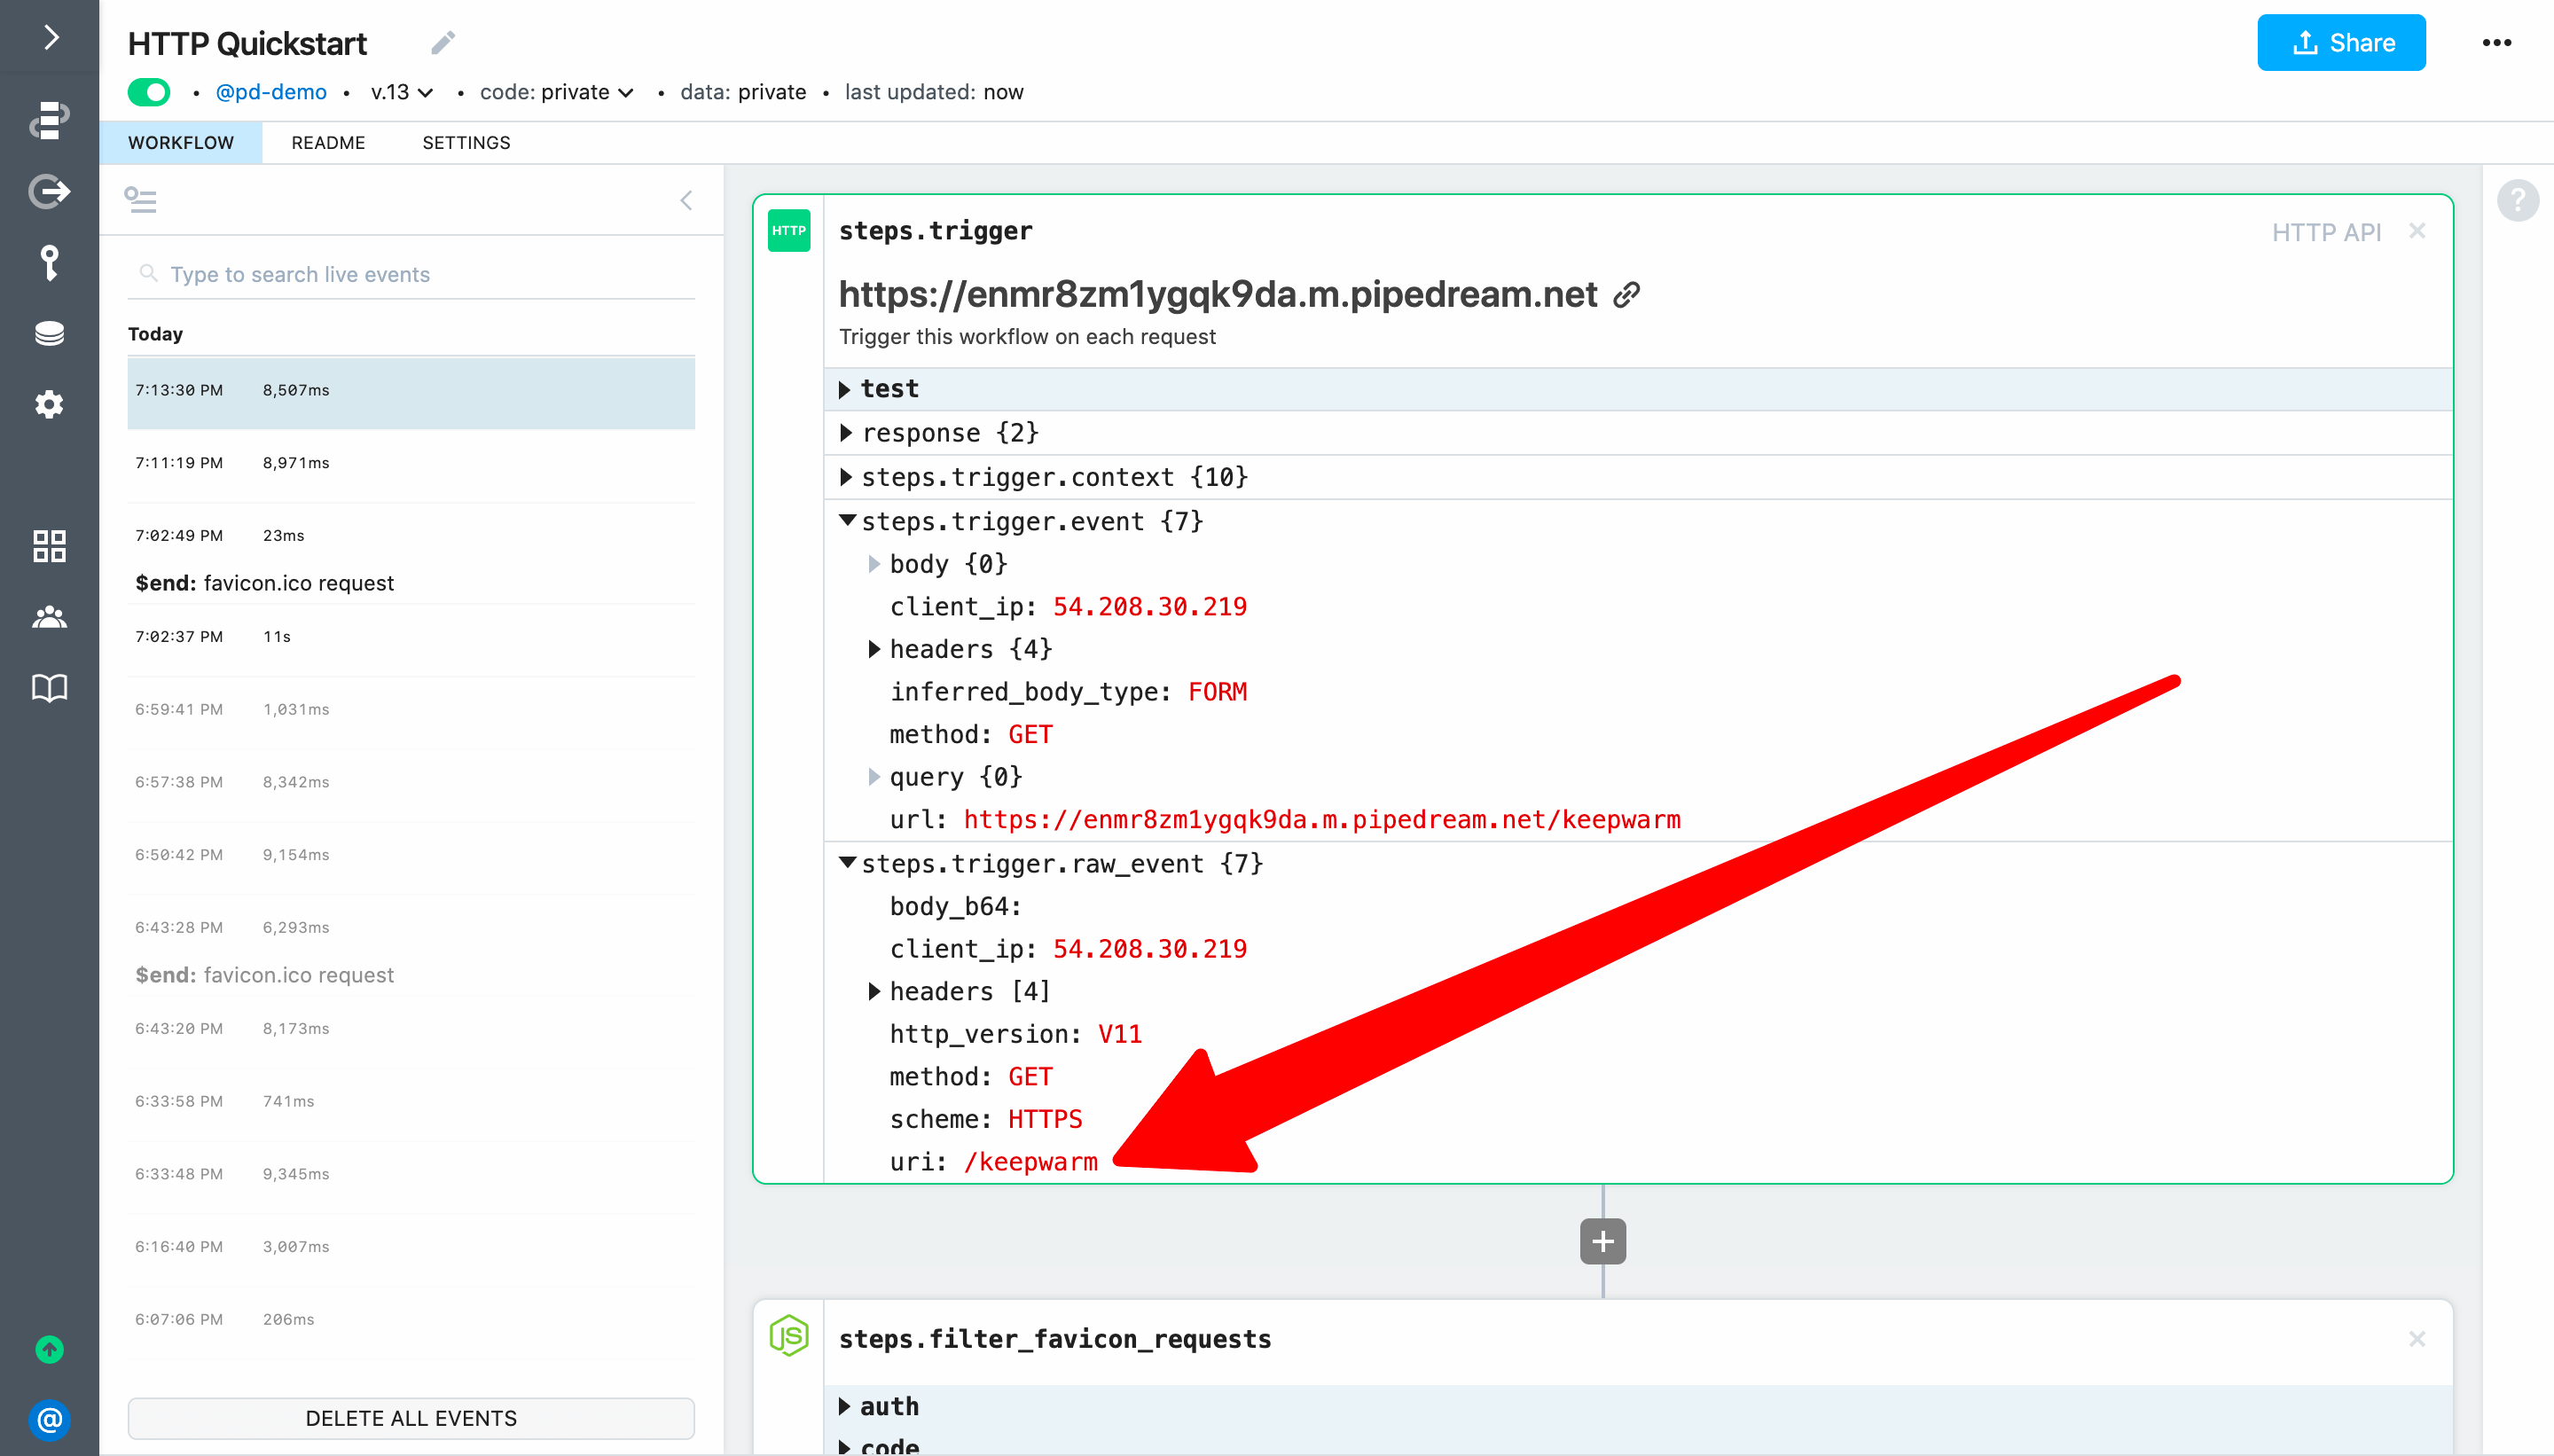 HTTP Quickstart
Share
@pd-demo • v.13 • code: private • data: private • last updated: now
WORKFLOW README SETTINGS
Type to search live events
Today
7:13:30 PM 8,507ms
7:11:19 PM 8,971ms
7:02:49 PM 23ms
$end: favicon.ico request
7:02:37 PM 11s
6:59:41 PM 1,031ms
6:57:38 PM 8,342ms
6:50:42 PM 9,154ms
6:43:28 PM 6,293ms
$end: favicon.ico request
6:43:20 PM 8,173ms
6:33:58 PM 741ms
6:33:48 PM 9,345ms
6:16:40 PM 3,007ms
6:07:06 PM 206ms
DELETE ALL EVENTS
HTTP
steps.trigger
HTTP API
https://enmr8zm1ygqk9da.m.pipedream.net
Trigger this workflow on each request
test
response {2}
steps.trigger.context {10}
steps.trigger.event {7}
body {0}
client_ip: 54.208.30.219
headers {4}
inferred_body_type: FORM
method: GET
query {0}
url: https://enmr8zm1ygqk9da.m.pipedream.net/keepwarm
steps.trigger.raw_event {7}
body_b64:
client_ip: 54.208.30.219
headers [4]
http_version: V11
method: GET
scheme: HTTPS
uri: /keepwarm
JS
steps.filter_favicon_requests
auth
code
?
@